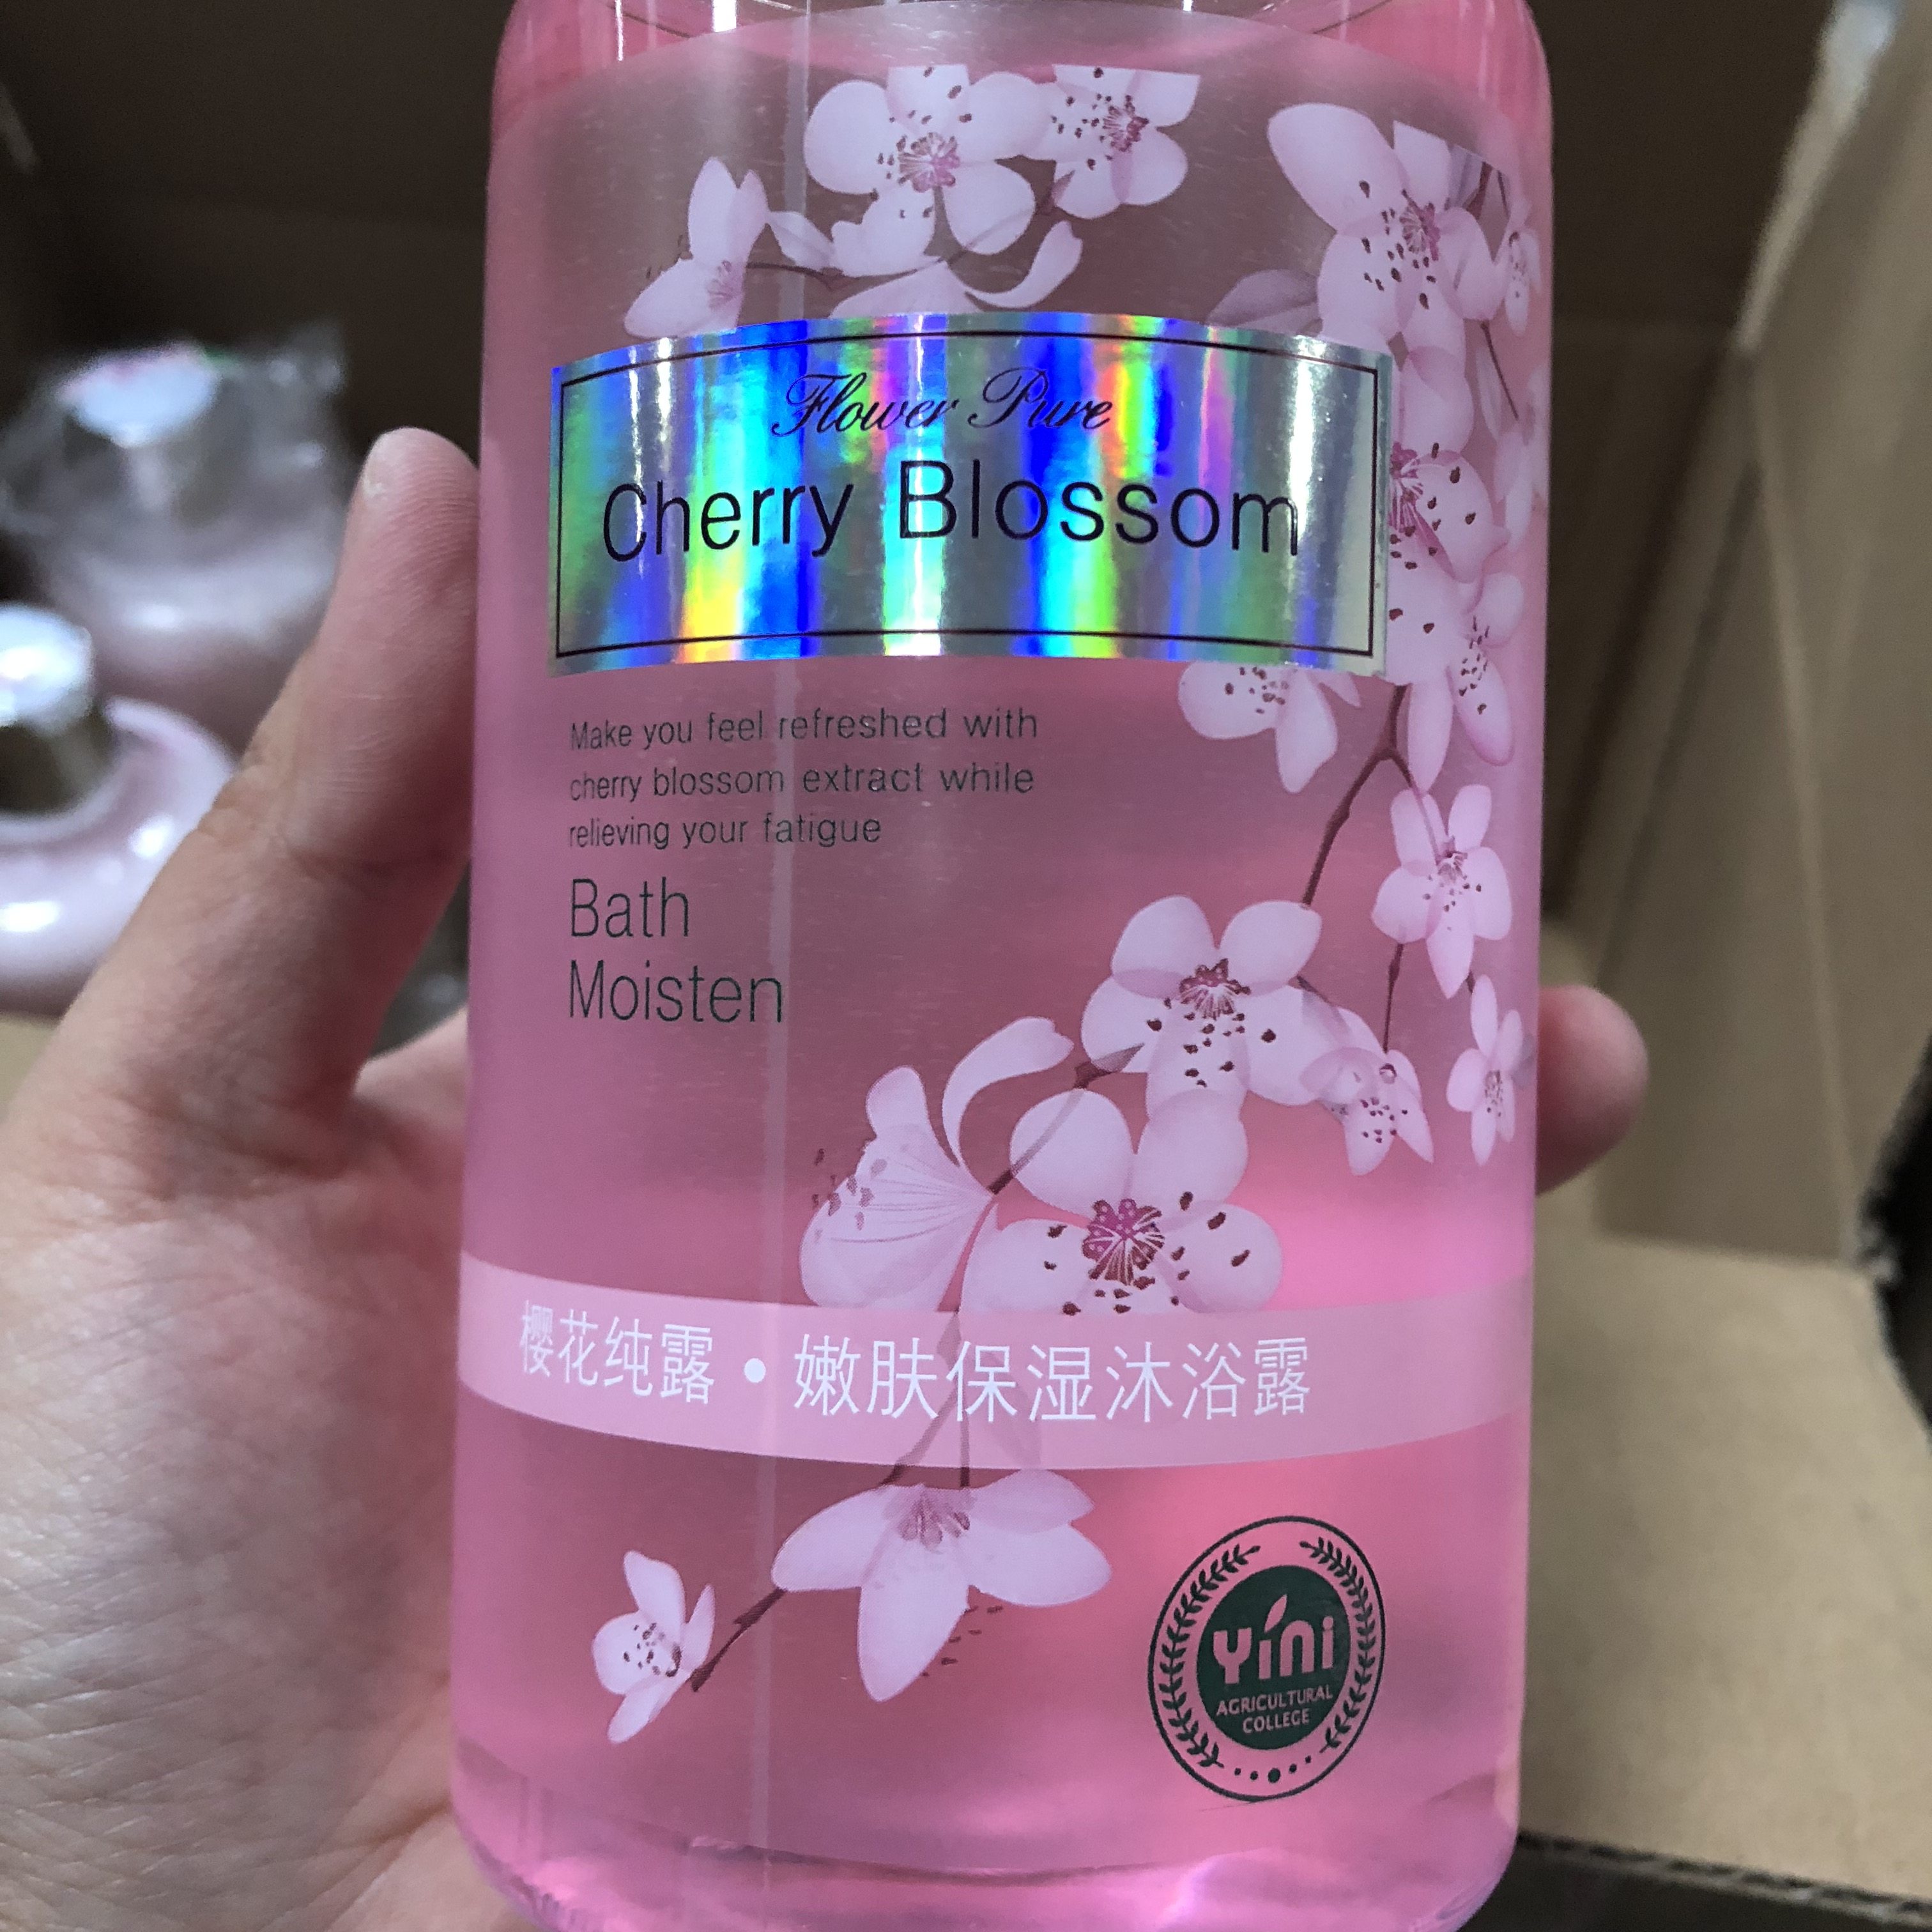 Flower Pure
Cherry Blossom
Make you feel refreshed with
cherry blossom extract while
relieving your fatigue
Bath
Moisten
樱花纯露·嫩肤保湿沐浴露
Yini
AGRICULTURAL
COLLEGE